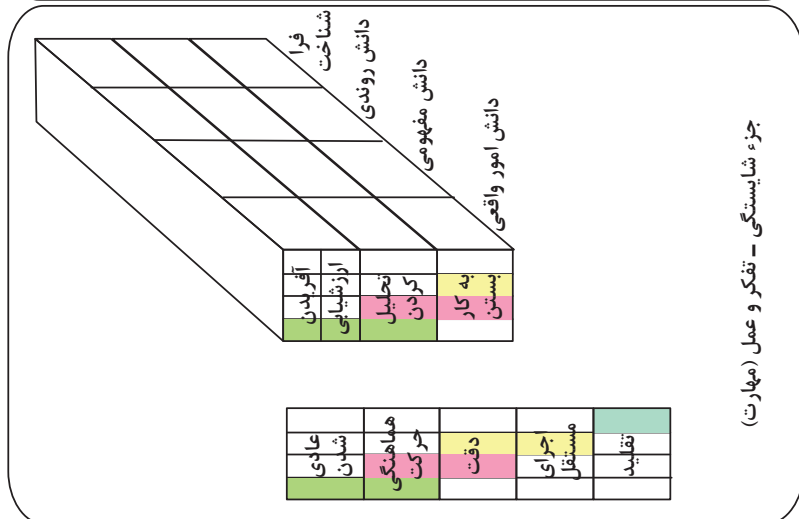 جزء شایستگی – تفکر و عمل (مهارت)
فرا
شناخت
دانش روندی
دانش مفهومی
دانش امور واقعی
آفریدن
ارزشیابی
تحلیل
کردن
به کار
بستن
عادی
شدن
هماهنگی
حرکت
دقت
اجرای
مستقل
تقلید